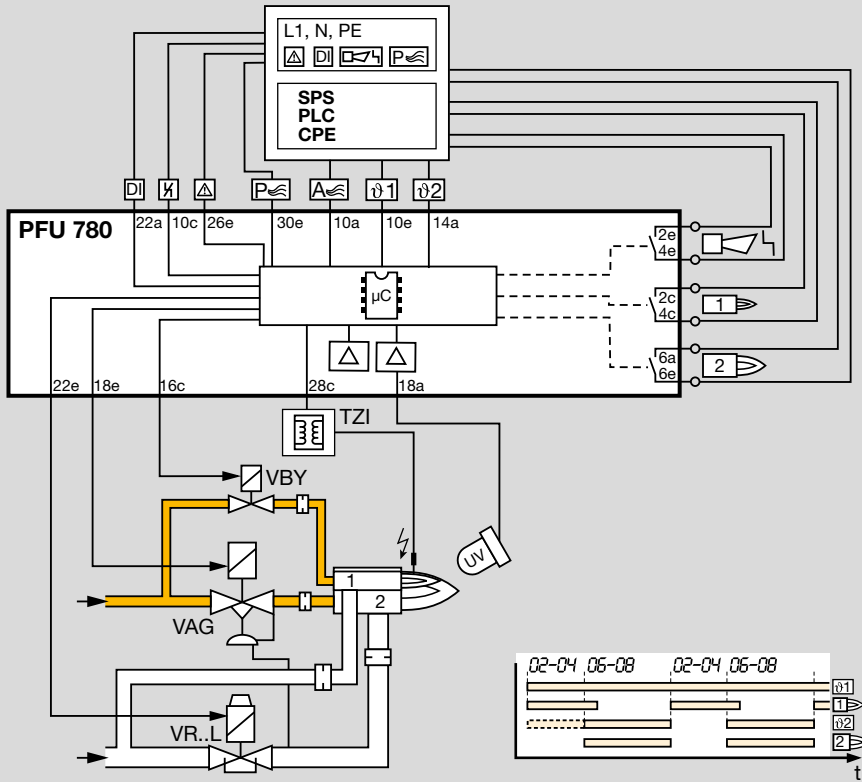 L1, N, PE
DI P
SPS
PLC
CPE
DI P A ϑ1 ϑ2
PFU 780
22a 10c 26e 30e 10a 10e 14a
2e
4e
µC
2c
4c
1
6a
6e
2
22e 18e 16c 28c 18a
TZI
VBY
UV
1
2
VAG
VR..L
02-04 06-08 02-04 06-08
ϑ1
1
ϑ2
2
t